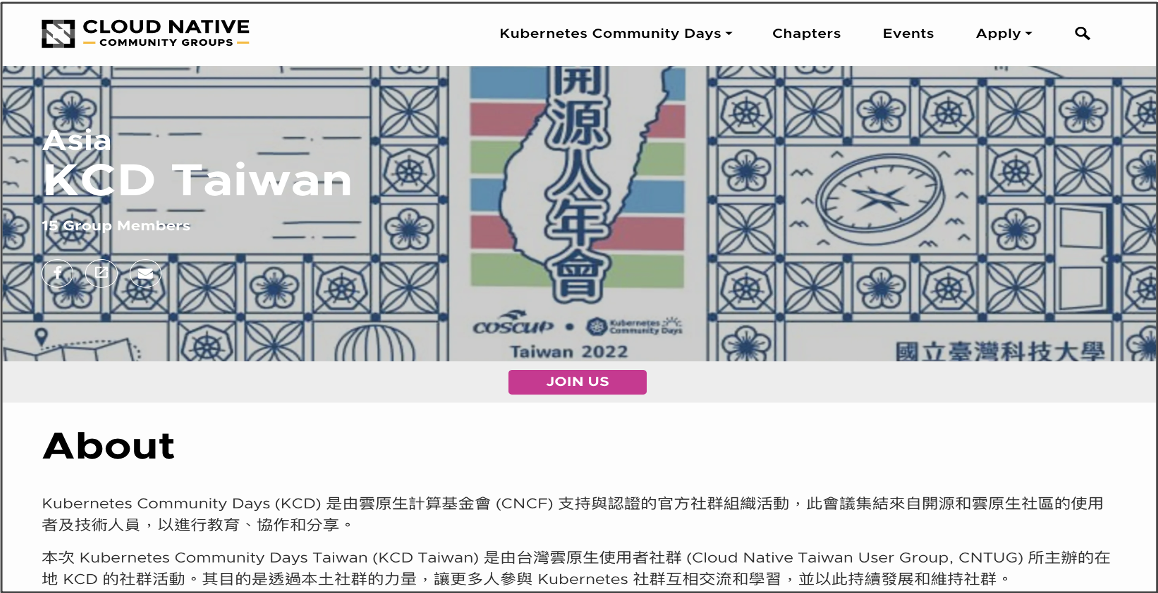 CLOUD NATIVE
COMMUNITY GROUPS
Kubernetes Community Days
Chapters
Events
Apply
Asia
KCD Taiwan
15 Group Members
開源人年會
COSCUP • Kubernetes Community Days
Taiwan 2022
國立臺灣科技大學
JOIN US
About
Kubernetes Community Days (KCD) 是由雲原生計算基金會 (CNCF) 支持與認證的官方社群組織活動，此會議集結來自開源和雲原生社區的使用
者及技術人員，以進行教育、協作和分享。
本次 Kubernetes Community Days Taiwan (KCD Taiwan) 是由台灣雲原生使用者社群 (Cloud Native Taiwan User Group, CNTUG) 所主辦的在
地 KCD 的社群活動。其目的是透過本土社群的力量，讓更多人參與 Kubernetes 社群互相交流和學習，並以此持續發展和維持社群。